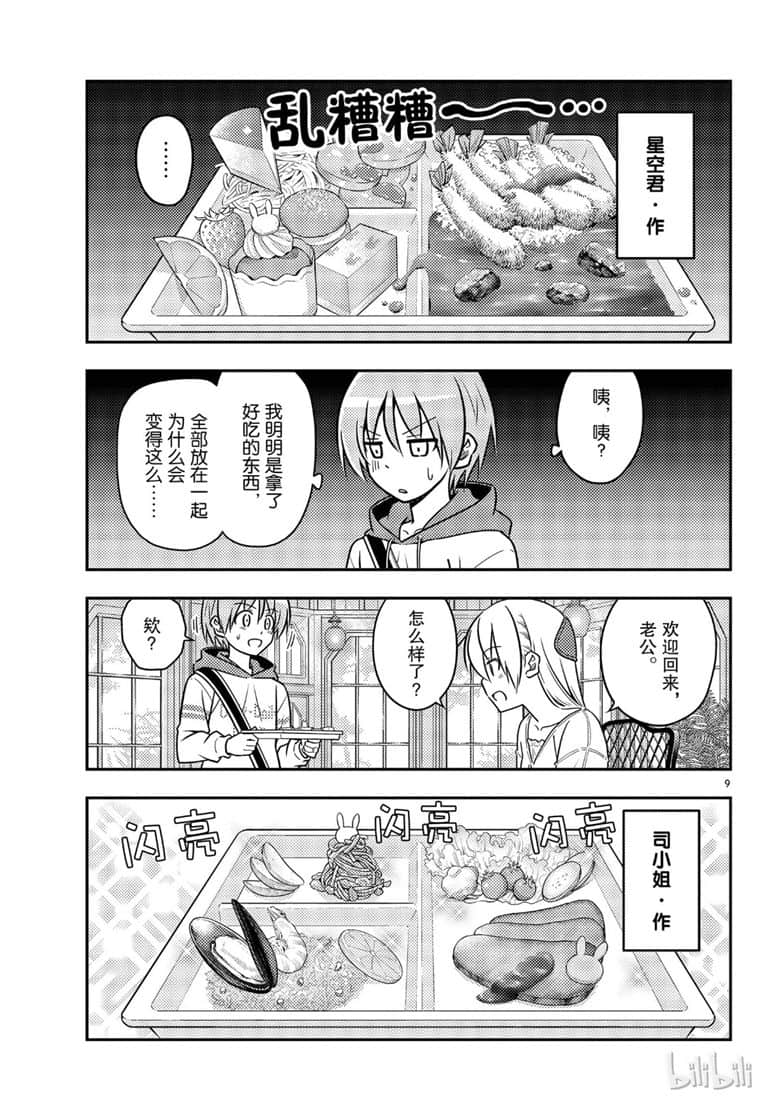 星空君·作
乱糟糟～…
……
咦，咦？
我明明是拿了
好吃的东西，
全部放在一起
为什么会
变得这么……
欢迎回来，
老公。
怎么样了？
欸？
9
司小姐·作
闪亮
闪亮
闪亮
bilibili